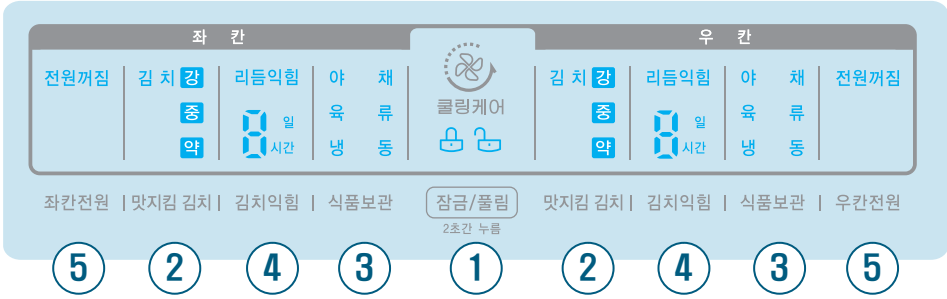 좌 칸 우 칸
전원꺼짐 김 치 강 리듬익힘 야 채 쿨링케어 김 치 강 리듬익힘 야 채 전원꺼짐
중 8 일 육 류 중 8 일 육 류
약 시간 냉 동 약 시간 냉 동
좌칸전원 맛지킴 김치 김치익힘 식품보관 잠금/풀림 맛지킴 김치 김치익힘 식품보관 우칸전원
2초간 누름
5 2 4 3 1 2 4 3 5